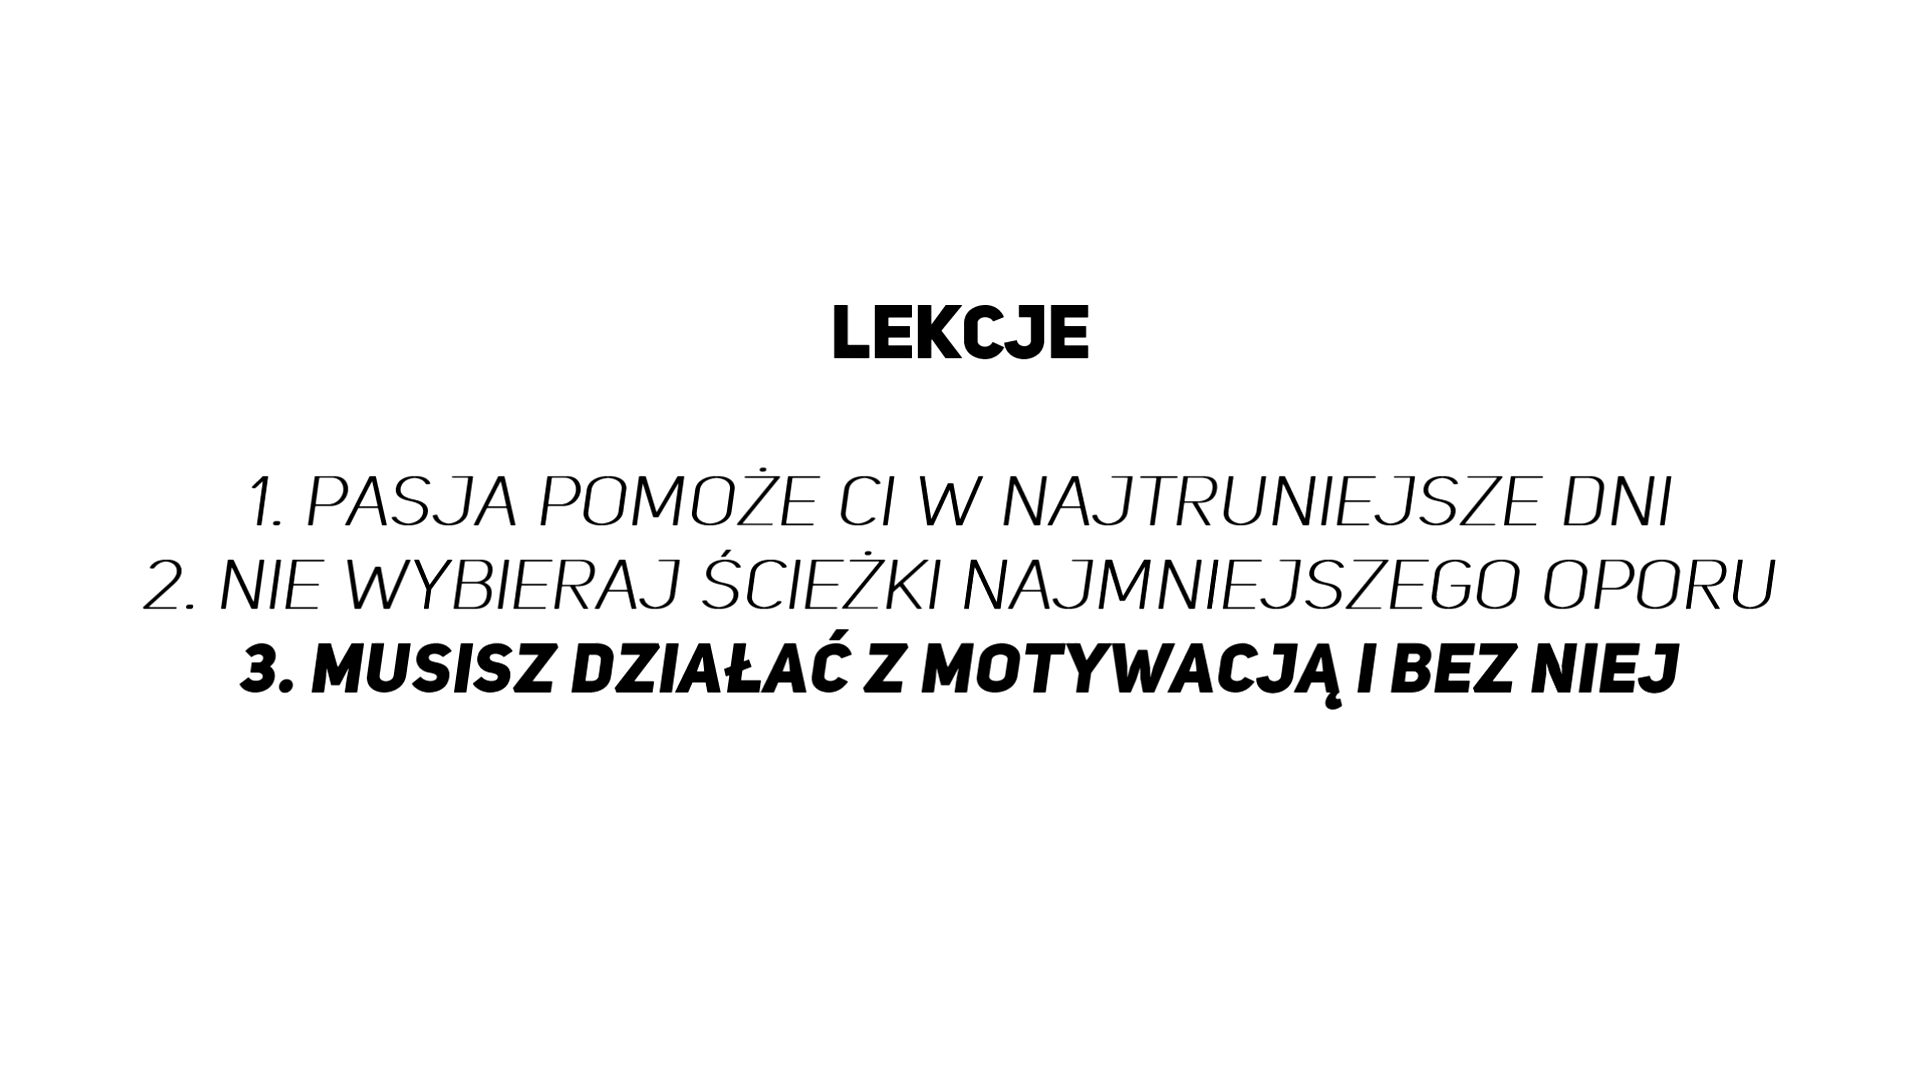 LEKCJE
1. PASJA POMOŻE CI W NAJTRUNIEJSZE DNI
2. NIE WYBIERAJ ŚCIEŻKI NAJMNIEJSZEGO OPORU
3. MUSISZ DZIAŁAĆ Z MOTYWACJĄ I BEZ NIEJ